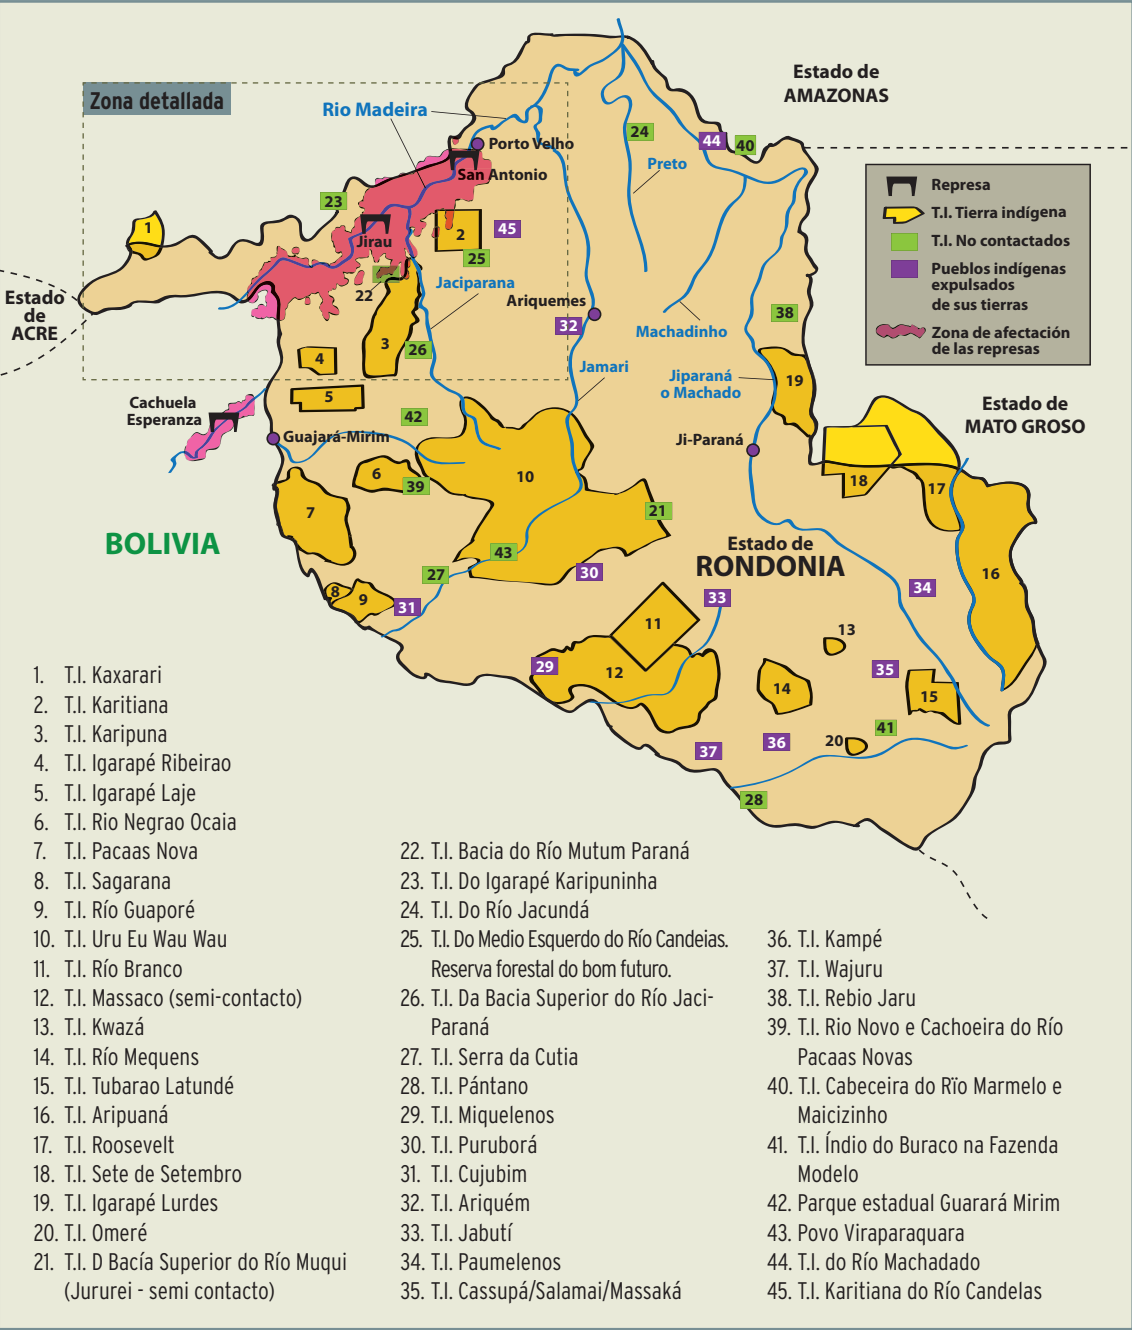 Zona detallada
Rio Madeira
Estado de
AMAZONAS
44
40
24
Porto Velho
Preto
San Antonio
Represa
T.I. Tierra indígena
T.I. No contactados
Pueblos indígenas
expulsados
de sus tierras
Zona de afectación
de las represas
23
1
Jirau
2
45
25
22
Jaciparana
Ariquemes
Estado
de
ACRE
32
38
Machadinho
3
26
4
Jamari
Jiparaná
o Machado
19
5
Cachuela
Esperanza
42
Estado de
MATO GROSO
Guajará-Mirim
Ji-Paraná
6
39
10
18
17
7
21
BOLIVIA
43
Estado de
RONDONIA
27
30
16
8
9
31
33
34
11
13
29
12
35
14
15
41
36
20
37
28
1. T.I. Kaxarari
2. T.I. Karitiana
3. T.I. Karipuna
4. T.I. Igarapé Ribeirao
5. T.I. Igarapé Laje
6. T.I. Rio Negrao Ocaia
7. T.I. Pacaas Nova
8. T.I. Sagarana
9. T.I. Río Guaporé
10. T.I. Uru Eu Wau Wau
11. T.I. Río Branco
12. T.I. Massaco (semi-contacto)
13. T.I. Kwazá
14. T.I. Río Mequens
15. T.I. Tubarao Latundé
16. T.I. Aripuaná
17. T.I. Roosevelt
18. T.I. Sete de Setembro
19. T.I. Igarapé Lurdes
20. T.I. Omeré
21. T.I. D Bacía Superior do Río Muqui
(Jururei - semi contacto)
22. T.I. Bacia do Río Mutum Paraná
23. T.I. Do Igarapé Karipuninha
24. T.I. Do Río Jacundá
25. T.I. Do Medio Esquerdo do Río Candeias.
Reserva forestal do bom futuro.
26. T.I. Da Bacia Superior do Río Jaci-
Paraná
27. T.I. Serra da Cutia
28. T.I. Pántano
29. T.I. Miquelenos
30. T.I. Puruborá
31. T.I. Cujubim
32. T.I. Ariquém
33. T.I. Jabutí
34. T.I. Paumelenos
35. T.I. Cassupá/Salamai/Massaká
36. T.I. Kampé
37. T.I. Wajuru
38. T.I. Rebio Jaru
39. T.I. Rio Novo e Cachoeira do Río
Pacaas Novas
40. T.I. Cabeceira do Rïo Marmelo e
Maicizinho
41. T.I. Índio do Buraco na Fazenda
Modelo
42. Parque estadual Guarará Mirim
43. Povo Viraparaquara
44. T.I. do Río Machadado
45. T.I. Karitiana do Río Candelas